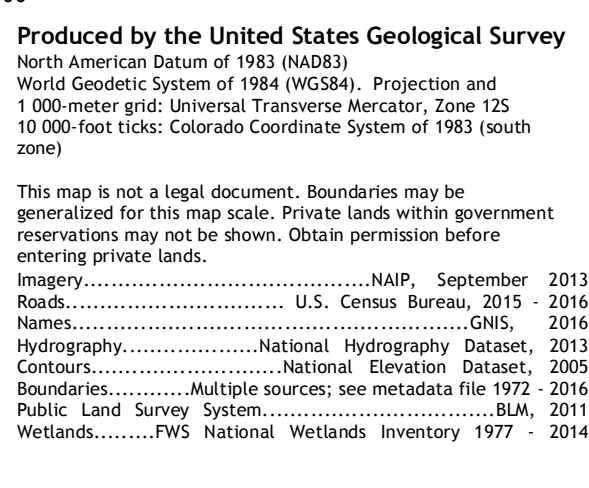 Produced by the United States Geological Survey
North American Datum of 1983 (NAD83)
World Geodetic System of 1984 (WGS84). Projection and
1 000-meter grid: Universal Transverse Mercator, Zone 12S
10 000-foot ticks: Colorado Coordinate System of 1983 (south
zone)
This map is not a legal document. Boundaries may be
generalized for this map scale. Private lands within government
reservations may not be shown. Obtain permission before
entering private lands.
Imagery..........................................NAIP, September 2013
Roads................................ U.S. Census Bureau, 2015 - 2016
Names..........................................................GNIS, 2016
Hydrography....................National Hydrography Dataset, 2013
Contours.............................National Elevation Dataset, 2005
Boundaries............Multiple sources; see metadata file 1972 - 2016
Public Land Survey System..................................BLM, 2011
Wetlands.........FWS National Wetlands Inventory 1977 - 2014